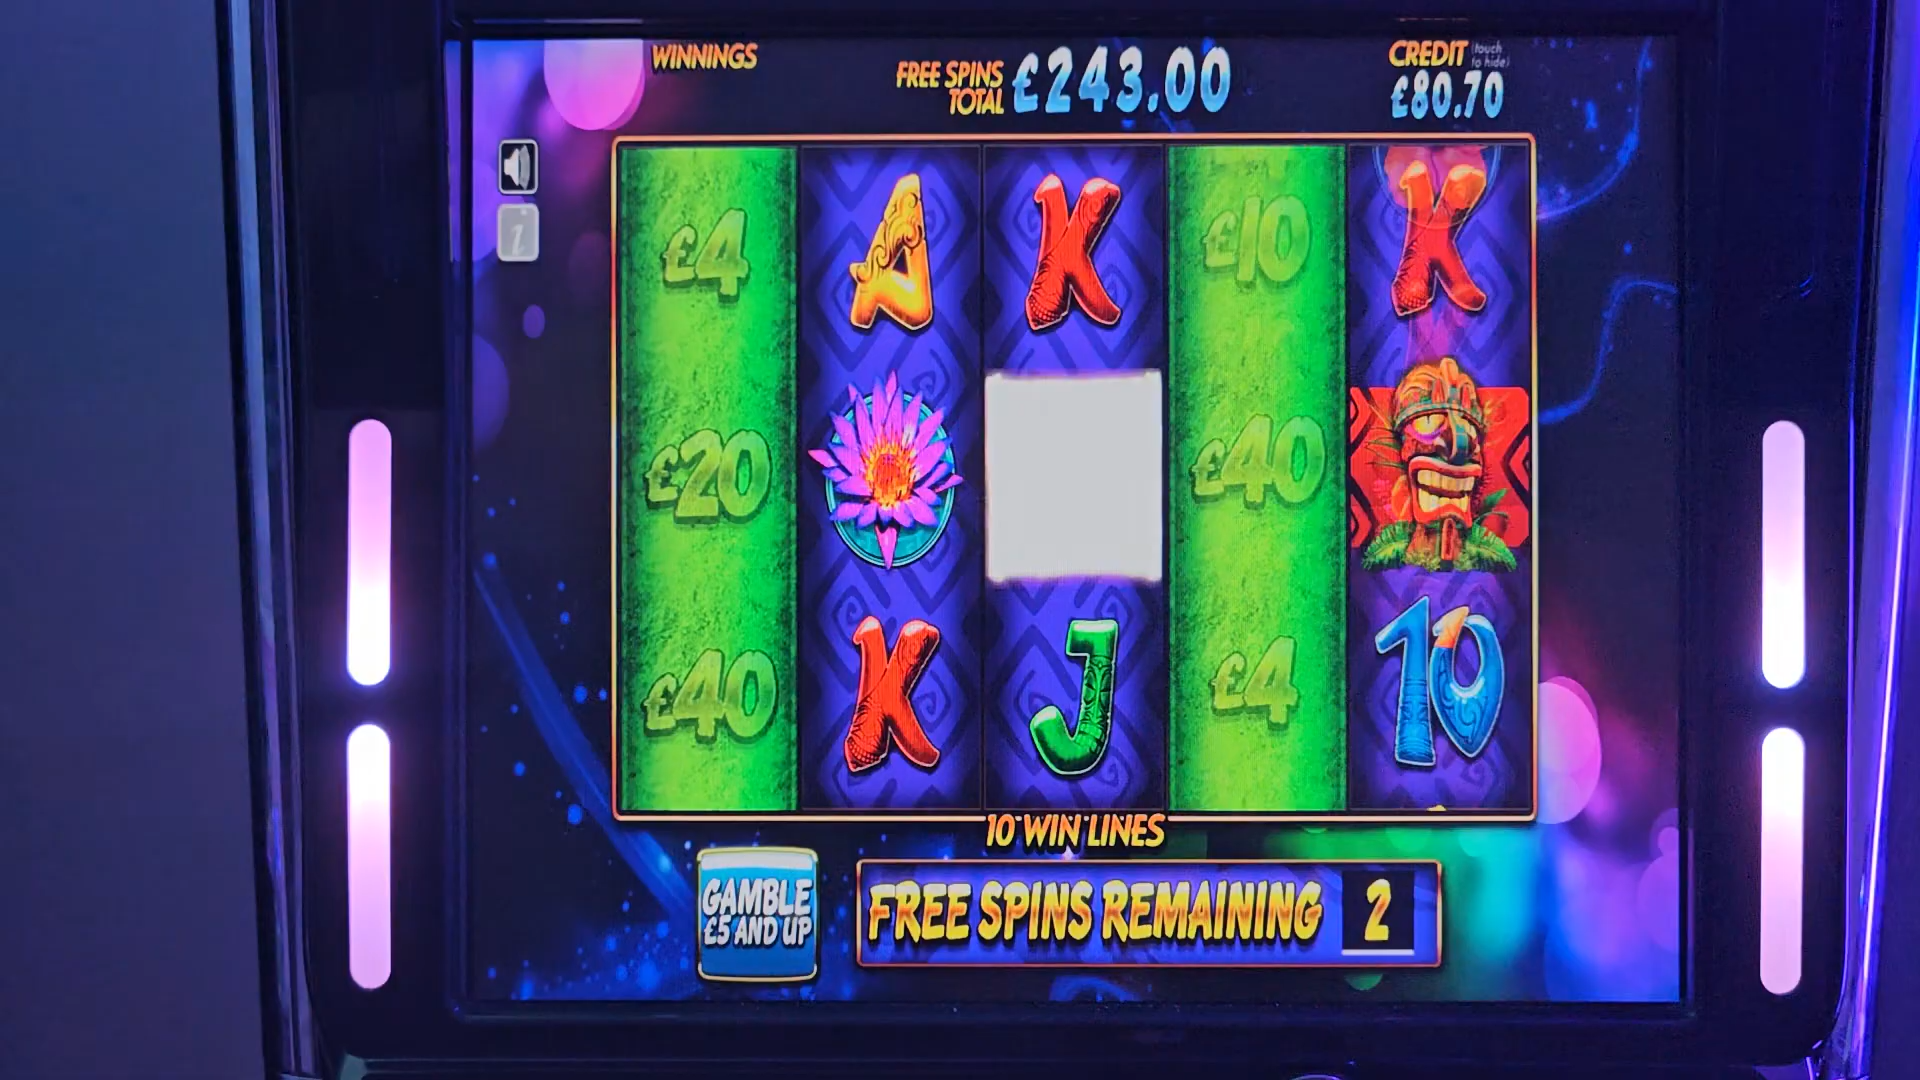 WINNINGS
FREE SPINS
TOTAL
£243.00
CREDIT (touch
to hide)
£80.70
i
£4
A
K
£10
K
£20
£40
£40
K
J
£4
10
10 WIN LINES
GAMBLE
£5 AND UP
FREE SPINS REMAINING 2